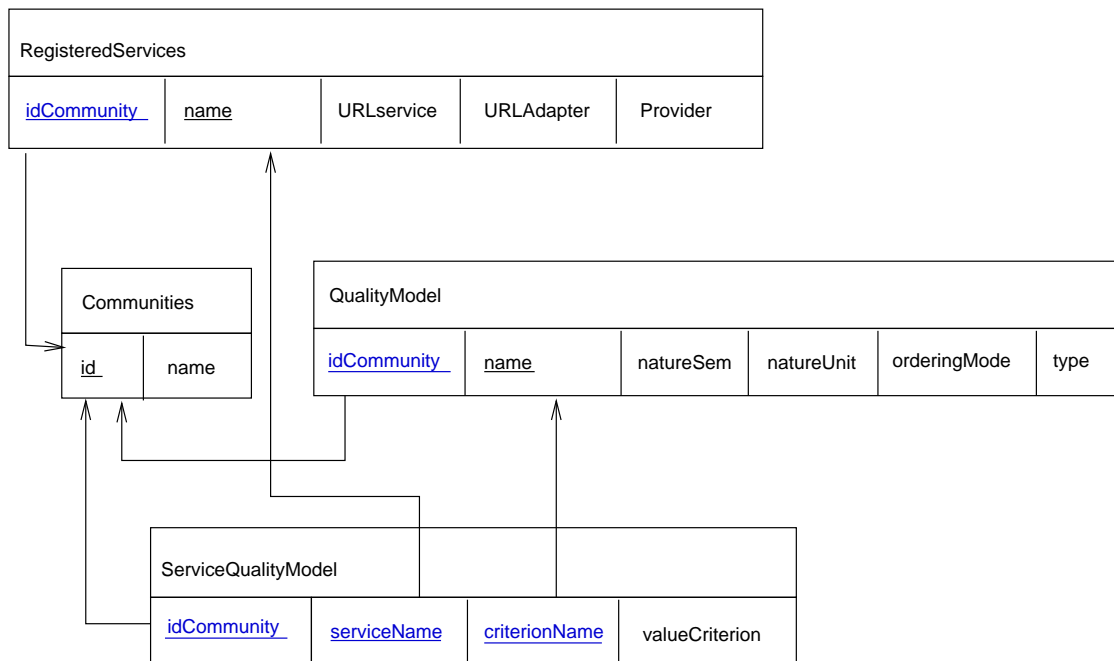 RegisteredServices
idCommunity name URLservice URLAdapter Provider
Communities
id name
QualityModel
idCommunity name natureSem natureUnit orderingMode type
ServiceQualityModel
idCommunity serviceName criterionName valueCriterion